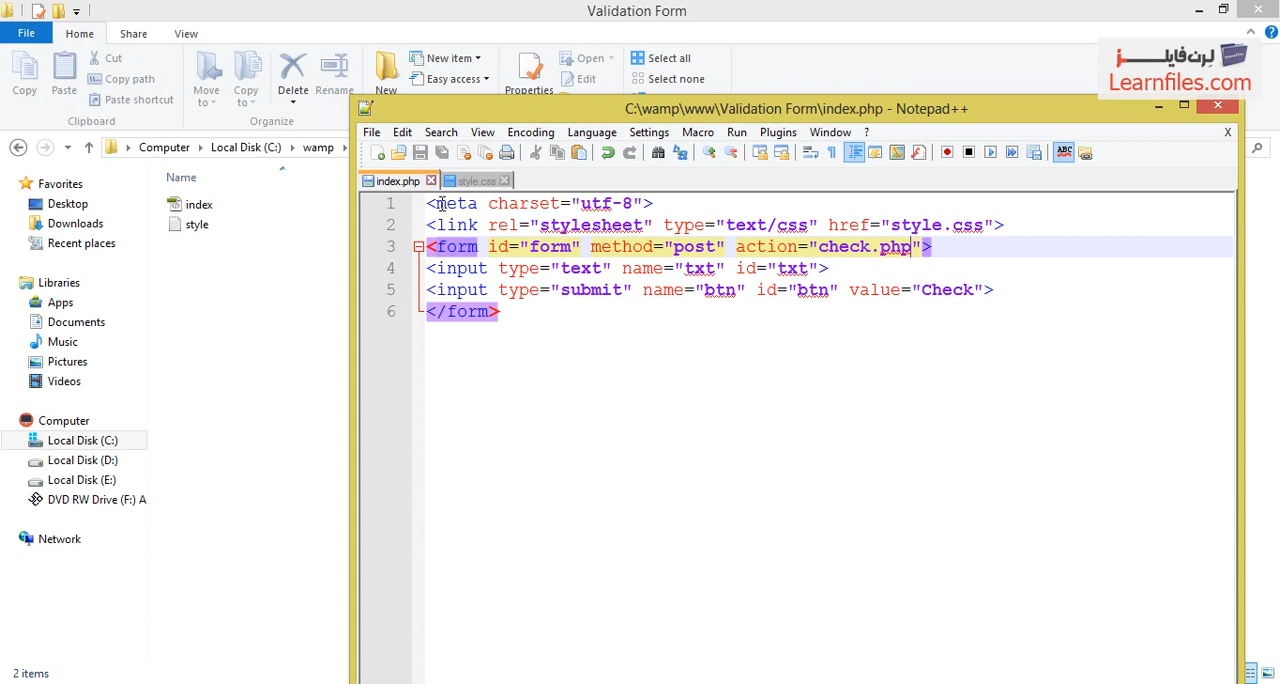 Validation Form
File
Home
Share
View
Copy
Paste
Cut
Copy path
Paste shortcut
Clipboard
Move
to
Copy
to
Delete
Rename
Organize
New
New item
Easy access
Properties
Open
Edit
Select all
Select none
لرن‌فایلز
Learnfiles.com
Computer
Local Disk (C:)
wamp
Favorites
Desktop
Downloads
Recent places
Libraries
Apps
Documents
Music
Pictures
Videos
Computer
Local Disk (C:)
Local Disk (D:)
Local Disk (E:)
DVD RW Drive (F:) A
Network
2 items
Name
index
style
C:\wamp\www\Validation Form\index.php - Notepad++
File Edit Search View Encoding Language Settings Macro Run Plugins Window ? X
ABC
index.php
style.css
1 <meta charset="utf-8">
2 <link rel="stylesheet" type="text/css" href="style.css">
3 <form id="form" method="post" action="check.php">
4 <input type="text" name="txt" id="txt">
5 <input type="submit" name="btn" id="btn" value="Check">
6 </form>